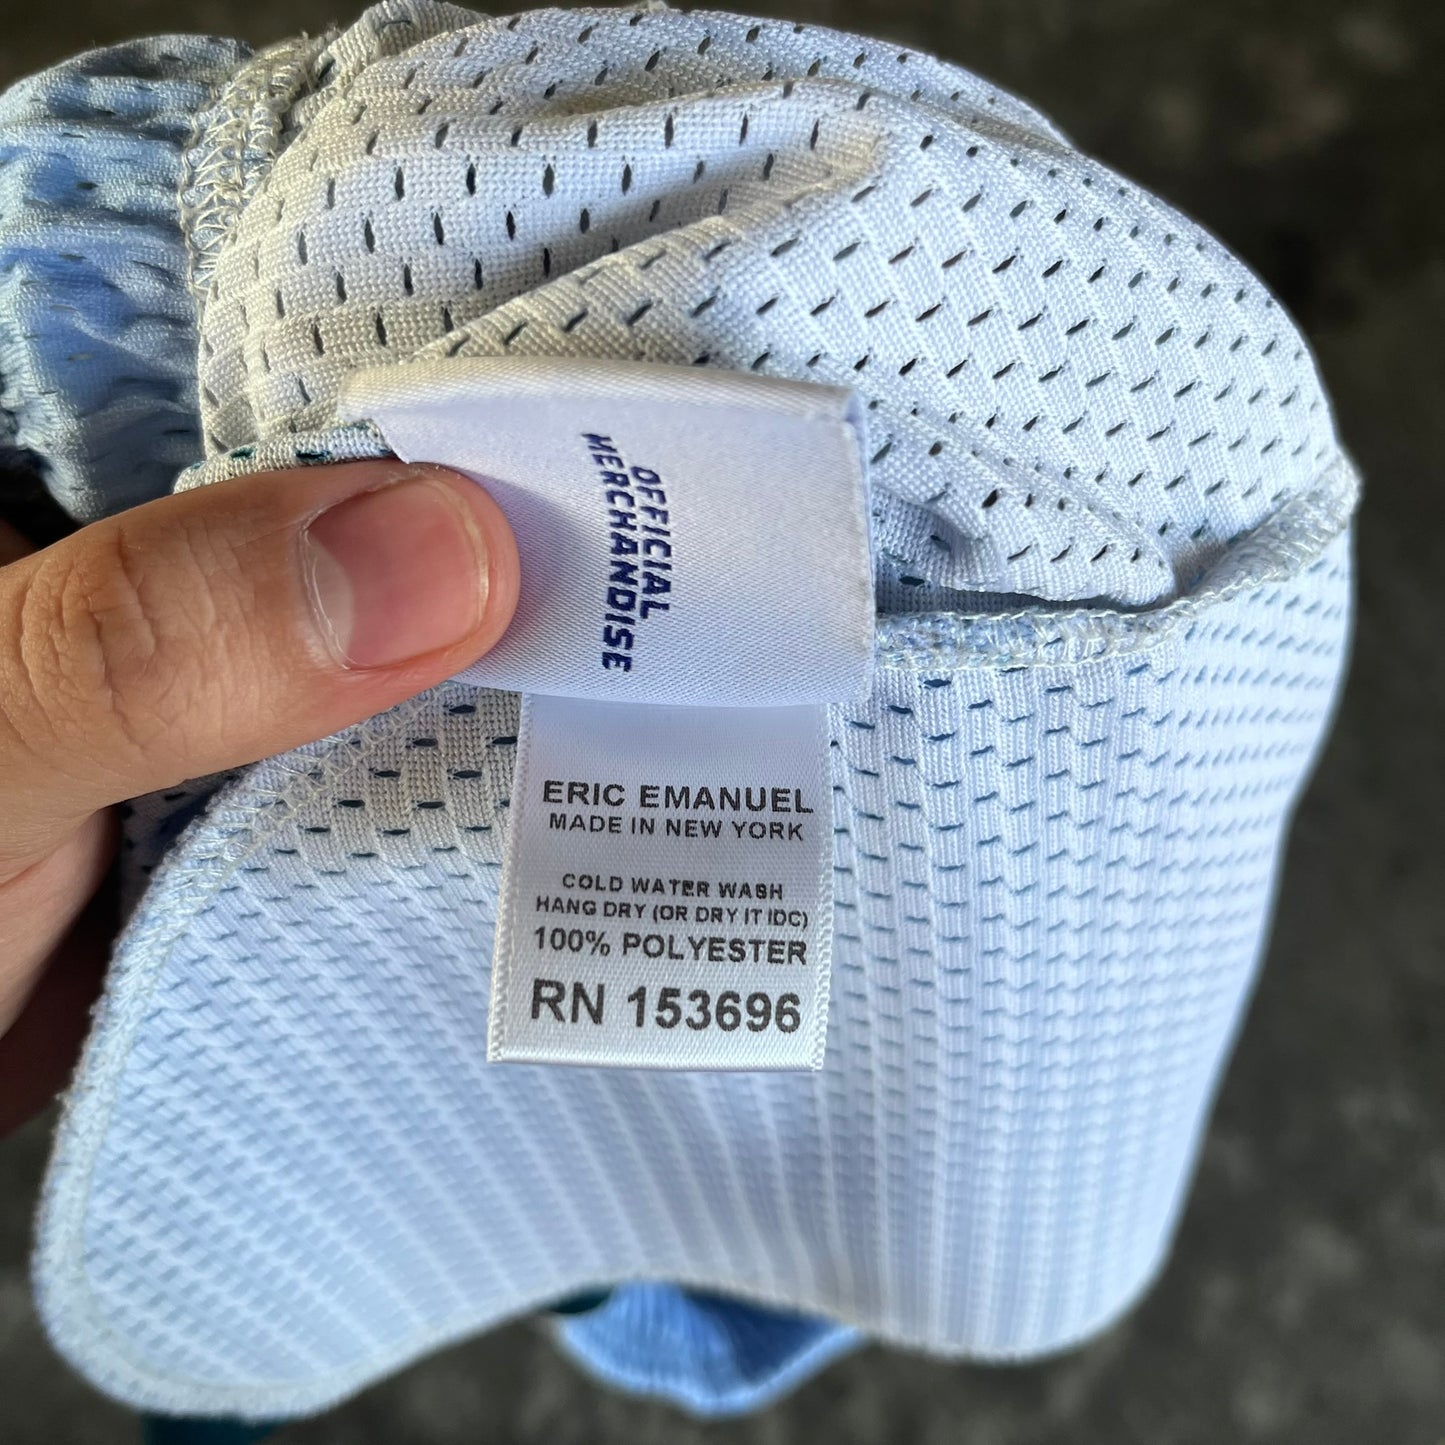 OFFICIAL
MERCHANDISE
ERIC EMANUEL
MADE IN NEW YORK
COLD WATER WASH
HANG DRY (OR DRY IT IDC)
100% POLYESTER
RN 153696